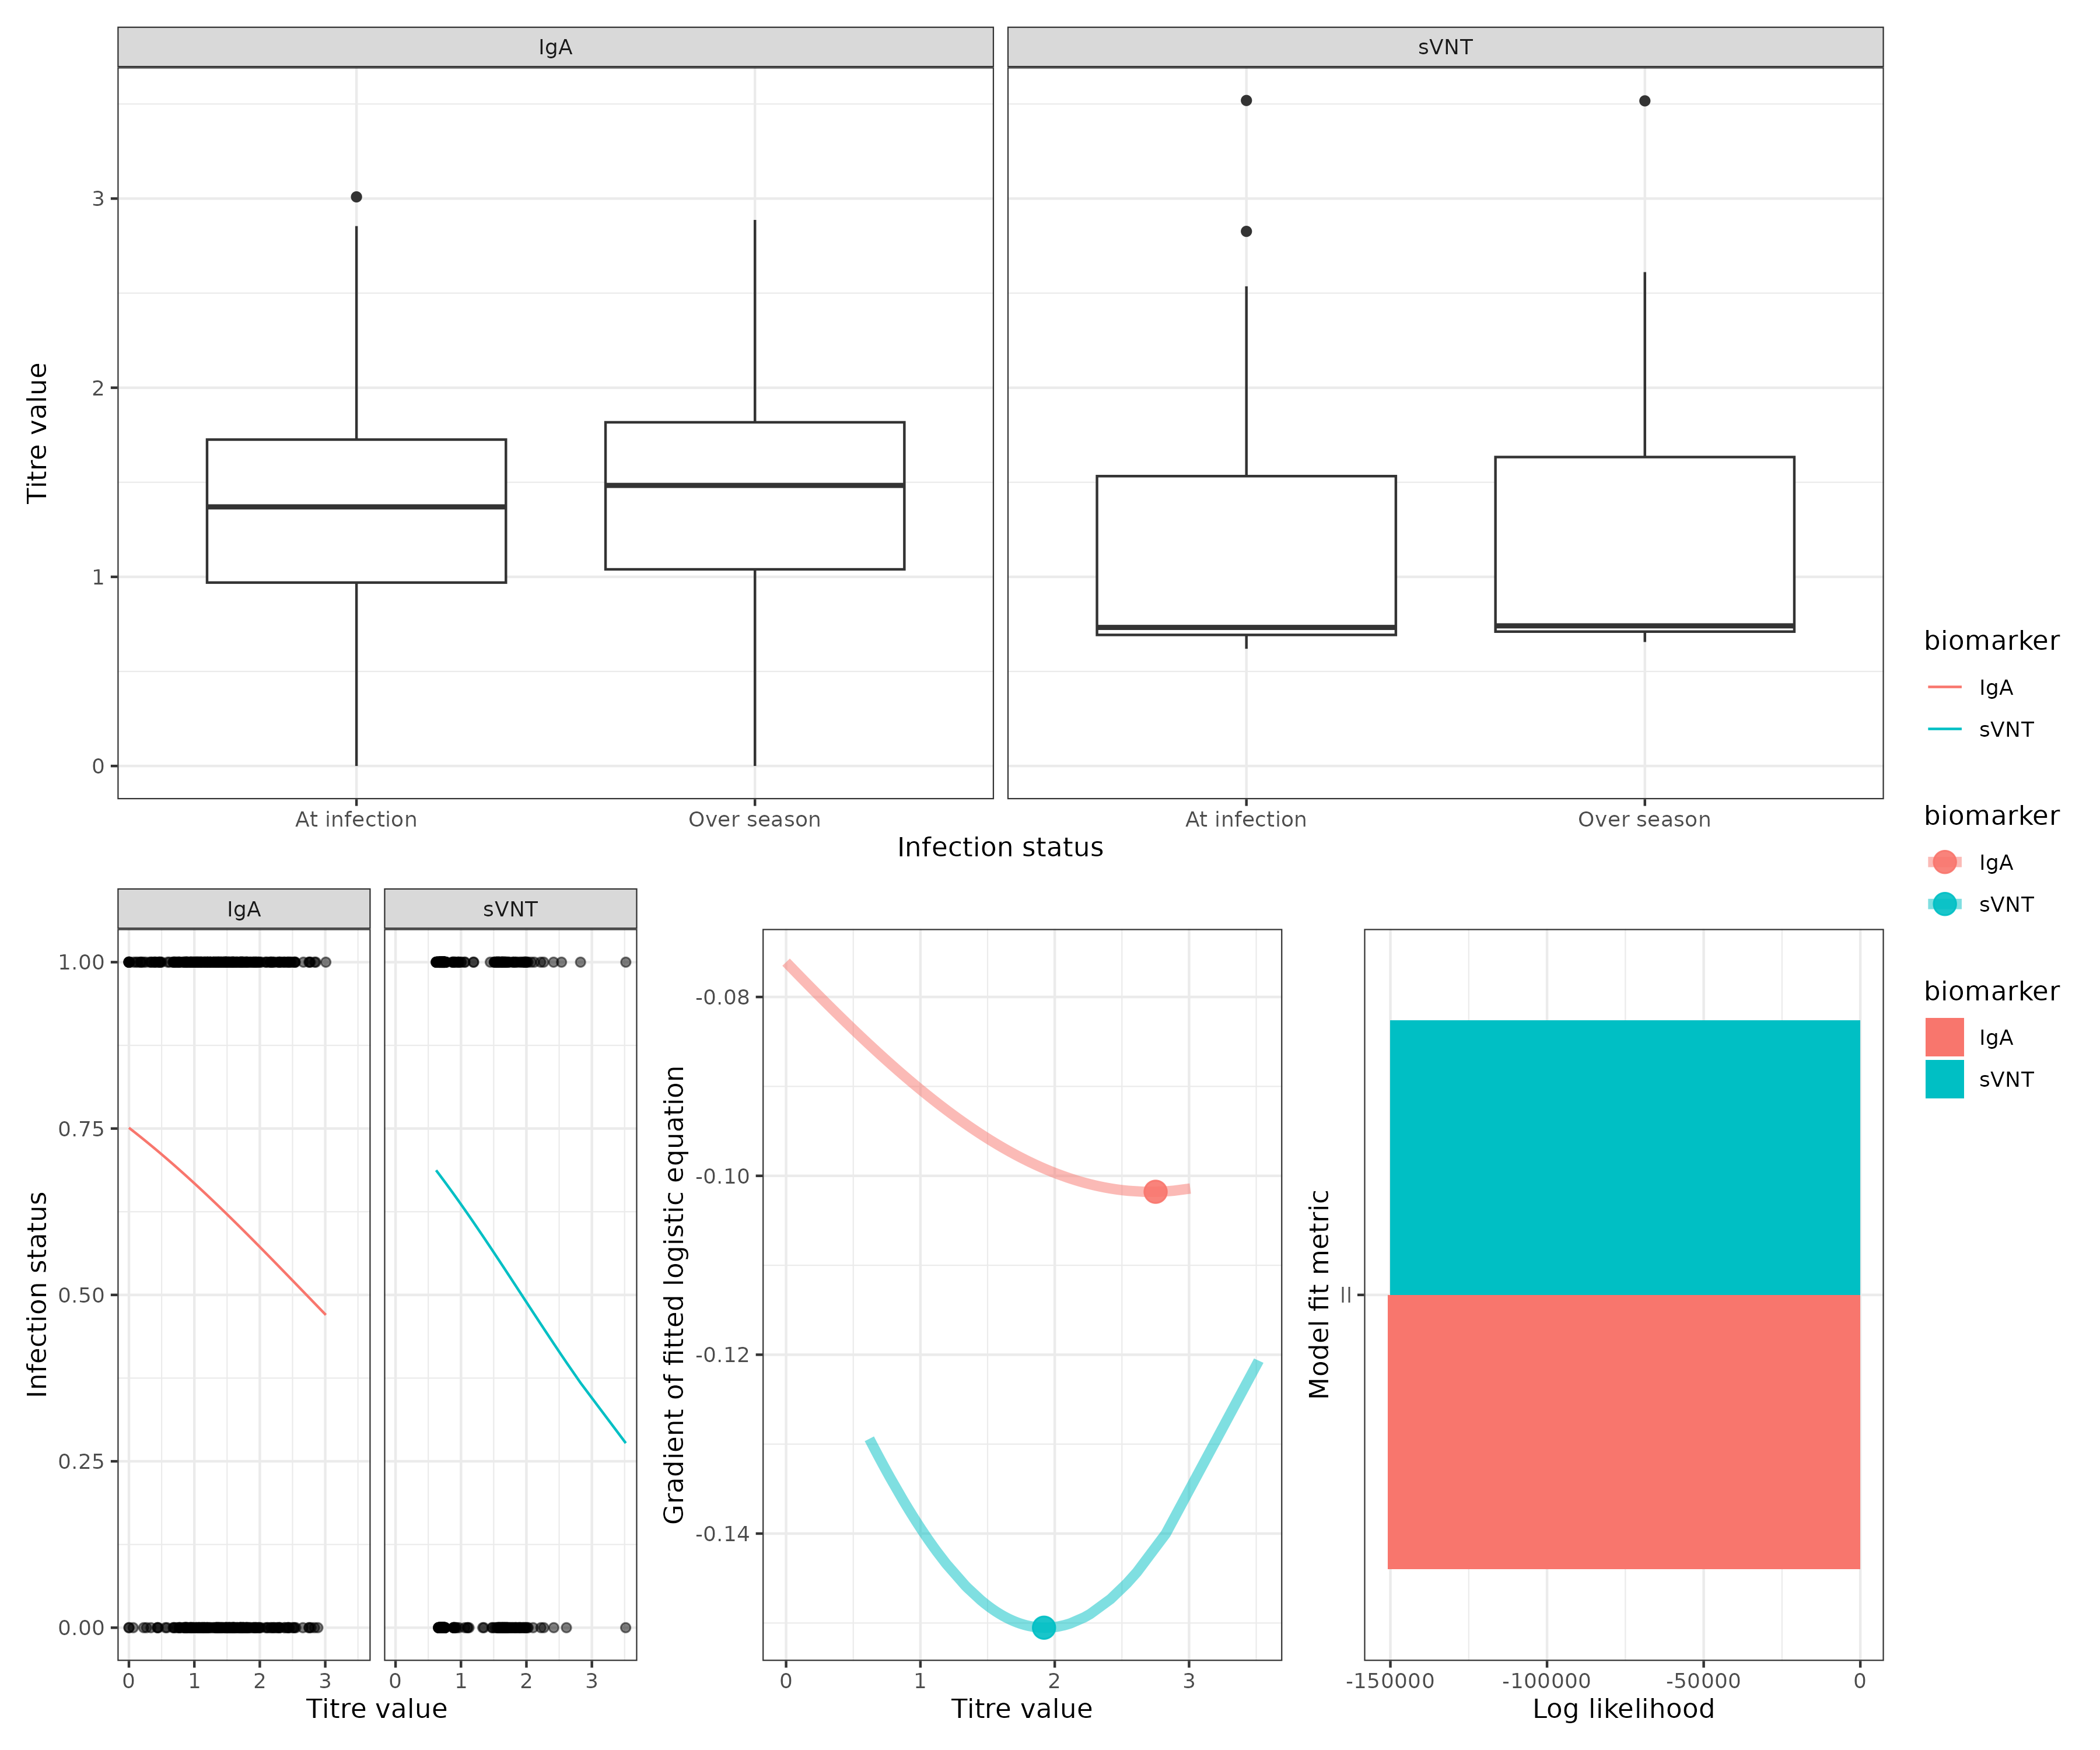 IgA
sVNT
Titre value
3
2
1
0
At infection
Over season
At infection
Over season
Infection status
biomarker
IgA
sVNT
biomarker
IgA
sVNT
biomarker
IgA
sVNT
IgA
sVNT
Infection status
1.00
0.75
0.50
0.25
0.00
0 1 2 3
0 1 2 3
Titre value
Gradient of fitted logistic equation
-0.08
-0.10
-0.12
-0.14
0 1 2 3
Titre value
Model fit metric
ll
-150000 -100000 -50000 0
Log likelihood